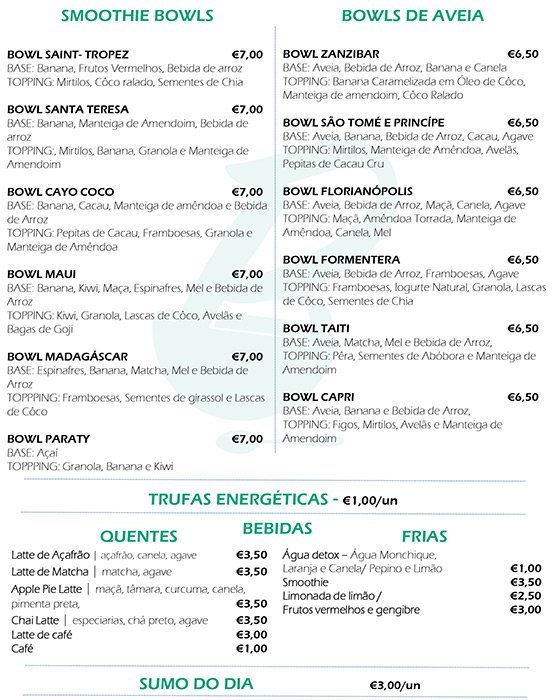 SMOOTHIE BOWLS
BOWL SAINT- TROPEZ €7,00
BASE: Banana, Frutos Vermelhos, Bebida de arroz
TOPPING: Mirtilos, Côco ralado, Sementes de Chia
BOWL SANTA TERESA €7,00
BASE: Banana, Manteiga de Amendoim, Bebida de
arroz
TOPPING:, Mirtilos, Banana, Granola e Manteiga de
Amendoim
BOWL CAYO COCO €7,00
BASE: Banana, Cacau, Manteiga de amêndoa e Bebida
de Arroz
TOPPING: Pepitas de Cacau, Framboesas, Granola e
Manteiga de Amêndoa
BOWL MAUI €7,00
BASE: Banana, Kiwi, Maça, Espinafres, Mel e Bebida de
Arroz
TOPPING: Kiwi, Granola, Lascas de Côco, Avelãs e
Bagas de Goji
BOWL MADAGÁSCAR €7,00
BASE: Espinafres, Banana, Matcha, Mel e Bebida de
Arroz
TOPPPING: Framboesas, Sementes de girassol e Lascas
de Côco
BOWL PARATY €7,00
BASE: Açaí
TOPPPING: Granola, Banana e Kiwi
BOWLS DE AVEIA
BOWL ZANZIBAR €6,50
BASE: Aveia, Bebida de Arroz, Banana e Canela
TOPPING: Banana Caramelizada em Óleo de Côco,
Manteiga de amendoim, Côco Ralado
BOWL SÃO TOMÉ E PRINCÍPE €6,50
BASE: Aveia, Banana, Bebida de Arroz, Cacau, Agave
TOPPING: Mirtilos, Manteiga de Amêndoa, Avelãs,
Pepitas de Cacau Cru
BOWL FLORIANÓPOLIS €6,50
BASE: Aveia, Bebida de Arroz, Maçã, Canela, Agave
TOPPING: Maçã, Amêndoa Torrada, Manteiga de
Amêndoa, Canela, Mel
BOWL FORMENTERA €6,50
BASE: Aveia, Bebida de Arroz, Framboesas, Agave
TOPPING: Framboesas, Iogurte Natural, Granola, Lascas
de Côco, Sementes de Chia
BOWL TAITI €6,50
BASE: Aveia, Matcha, Mel e Bebida de Arroz,
TOPPING: Pêra, Sementes de Abóbora e Manteiga de
Amendoim
BOWL CAPRI €6,50
BASE: Aveia, Banana e Bebida de Arroz,
TOPPING: Figos, Mirtilos, Avelãs e Manteiga de
Amendoim
TRUFAS ENERGÉTICAS - €1,00/un
BEBIDAS
QUENTES
Latte de Açafrão | açafrão, canela, agave €3,50
Latte de Matcha | matcha, agave €3,50
Apple Pie Latte | maçã, tâmara, curcuma, canela,
pimenta preta, €3,50
Chai Latte | especiarias, chá preto, agave €3,50
Latte de café €3,00
Café €1,00
FRIAS
Água detox – Água Monchique,
Laranja e Canela/ Pepino e Limão €1,00
Smoothie €3,50
Limonada de limão / €2,50
Frutos vermelhos e gengibre €3,00
SUMO DO DIA €3,00/un